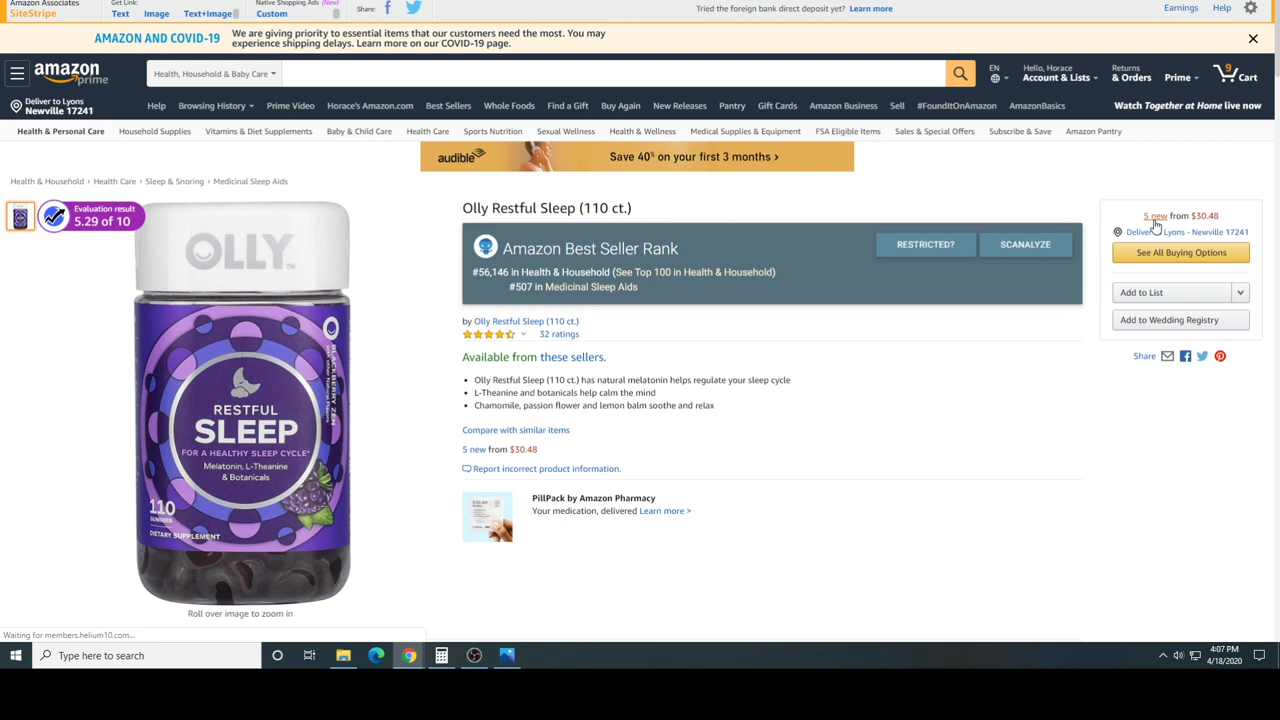 Amazon Associates
SiteStripe
Get Link:
Text Image Text+Image
Native Shopping Ads (New)
Custom
Share:
Tried the foreign bank direct deposit yet? Learn more
Earnings Help
AMAZON AND COVID-19
We are giving priority to essential items that our customers need the most. You may
experience shipping delays. Learn more on our COVID-19 page.
amazon prime
Health, Household & Baby Care
EN
Hello, Horace
Account & Lists
Returns
& Orders
Prime
9
Cart
Deliver to Lyons
Newville 17241
Help Browsing History Prime Video Horace's Amazon.com Best Sellers Whole Foods Find a Gift Buy Again New Releases Pantry Gift Cards Amazon Business Sell #FoundItOnAmazon AmazonBasics
Watch Together at Home live now
Health & Personal Care Household Supplies Vitamins & Diet Supplements Baby & Child Care Health Care Sports Nutrition Sexual Wellness Health & Wellness Medical Supplies & Equipment FSA Eligible Items Sales & Special Offers Subscribe & Save Amazon Pantry
audible Save 40% on your first 3 months >
Health & Household › Health Care › Sleep & Snoring › Medicinal Sleep Aids
Evaluation result
5.29 of 10
OLLY
BLACKBERRY ZEN
RESTFUL
SLEEP
FOR A HEALTHY SLEEP CYCLE*
Melatonin, L-Theanine
& Botanicals
110
GUMMIES
DIETARY SUPPLEMENT
Roll over image to zoom in
Olly Restful Sleep (110 ct.)
Amazon Best Seller Rank
RESTRICTED? SCANALYZE
#56,146 in Health & Household (See Top 100 in Health & Household)
#507 in Medicinal Sleep Aids
by Olly Restful Sleep (110 ct.)
32 ratings
Available from these sellers.
• Olly Restful Sleep (110 ct.) has natural melatonin helps regulate your sleep cycle
• L-Theanine and botanicals help calm the mind
• Chamomile, passion flower and lemon balm soothe and relax
Compare with similar items
5 new from $30.48
Report incorrect product information.
PillPack by Amazon Pharmacy
Your medication, delivered Learn more >
5 new from $30.48
Deliver Lyons - Newville 17241
See All Buying Options
Add to List
Add to Wedding Registry
Share
Waiting for members.helium10.com...
Type here to search
4:07 PM
4/18/2020